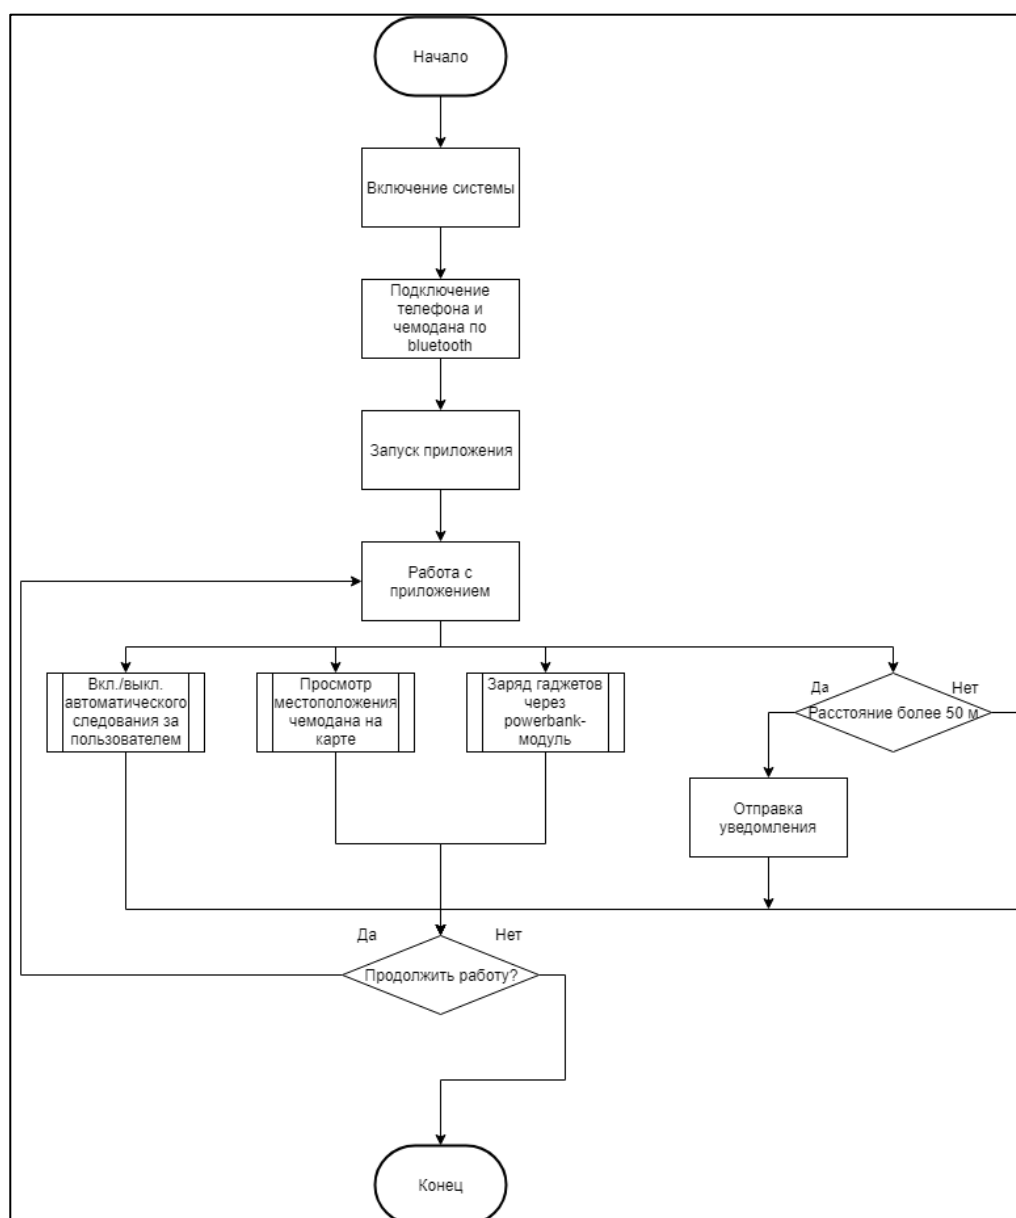 Начало
Включение системы
Подключение
телефона и
чемодана по
bluetooth
Запуск приложения
Работа с
приложением
Вкл./выкл.
автоматического
следования за
пользователем
Просмотр
местоположения
чемодана на
карте
Заряд гаджетов
через
powerbank-
модуль
Да
Нет
Расстояние более 50 м
Отправка
уведомления
Да
Нет
Продолжить работу?
Конец